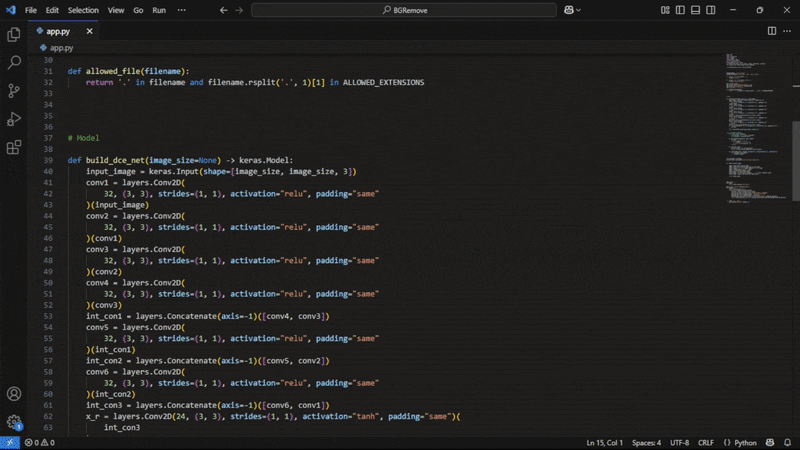 File Edit Selection View Go Run ···
BGRemove
app.py
app.py
30
31 def allowed_file(filename):
32 return '.' in filename and filename.rsplit('.', 1)[1] in ALLOWED_EXTENSIONS
33
34
35
36
37 # Model
38
39 def build_dce_net(image_size=None) -> keras.Model:
40 input_image = keras.Input(shape=[image_size, image_size, 3])
41 conv1 = layers.Conv2D(
42 32, (3, 3), strides=(1, 1), activation="relu", padding="same"
43 )(input_image)
44 conv2 = layers.Conv2D(
45 32, (3, 3), strides=(1, 1), activation="relu", padding="same"
46 )(conv1)
47 conv3 = layers.Conv2D(
48 32, (3, 3), strides=(1, 1), activation="relu", padding="same"
49 )(conv2)
50 conv4 = layers.Conv2D(
51 32, (3, 3), strides=(1, 1), activation="relu", padding="same"
52 )(conv3)
53 int_con1 = layers.Concatenate(axis=-1)([conv4, conv3])
54 conv5 = layers.Conv2D(
55 32, (3, 3), strides=(1, 1), activation="relu", padding="same"
56 )(int_con1)
57 int_con2 = layers.Concatenate(axis=-1)([conv5, conv2])
58 conv6 = layers.Conv2D(
59 32, (3, 3), strides=(1, 1), activation="relu", padding="same"
60 )(int_con2)
61 int_con3 = layers.Concatenate(axis=-1)([conv6, conv1])
62 x_r = layers.Conv2D(24, (3, 3), strides=(1, 1), activation="tanh", padding="same")(
63 int_con3
1
0 0 Ln 15, Col 1 Spaces: 4 UTF-8 CRLF {} Python